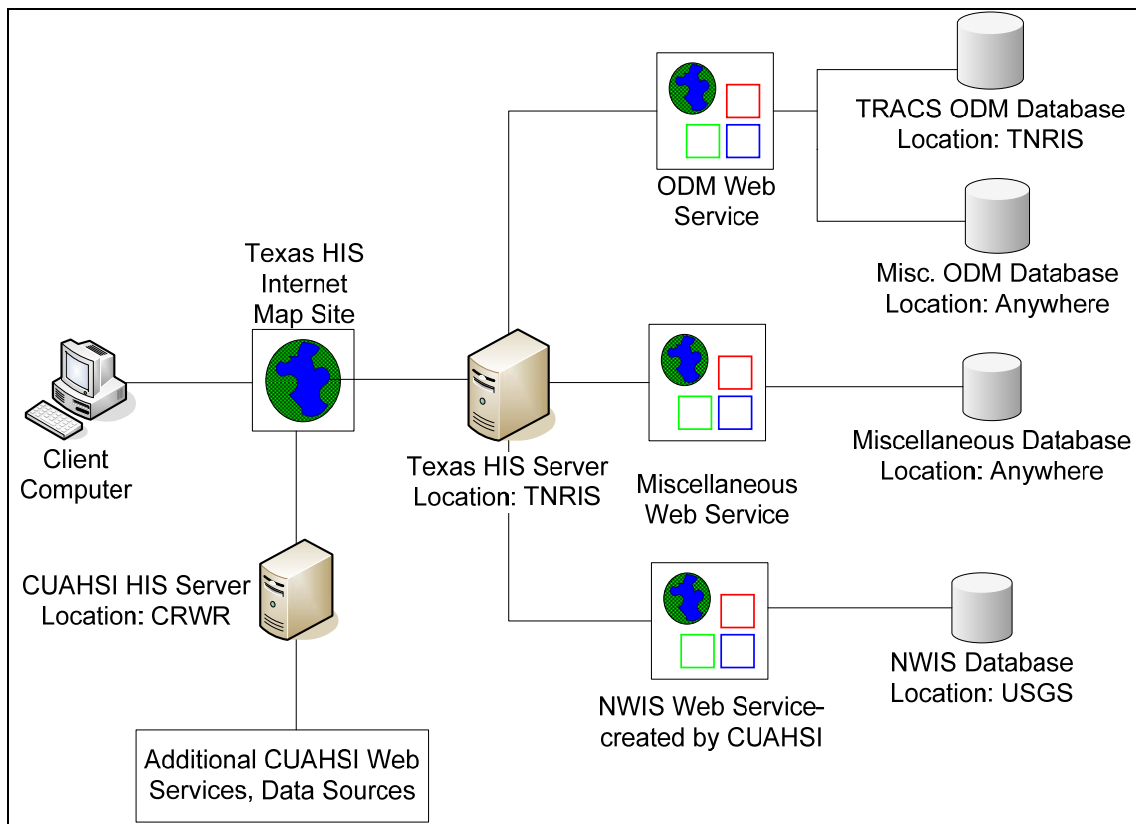 TRACS ODM Database
Location: TNRIS
ODM Web
Service
Texas HIS
Internet
Map Site
Misc. ODM Database
Location: Anywhere
Client
Computer
Texas HIS Server
Location: TNRIS
Miscellaneous
Web Service
Miscellaneous Database
Location: Anywhere
CUAHSI HIS Server
Location: CRWR
NWIS Web Service-
created by CUAHSI
NWIS Database
Location: USGS
Additional CUAHSI Web
Services, Data Sources